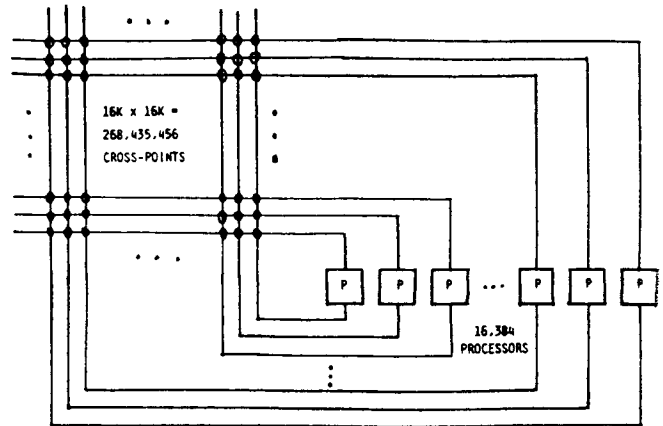 16K x 16K =
268,435,456
CROSS-POINTS
P P P ... P P P
16,384
PROCESSORS